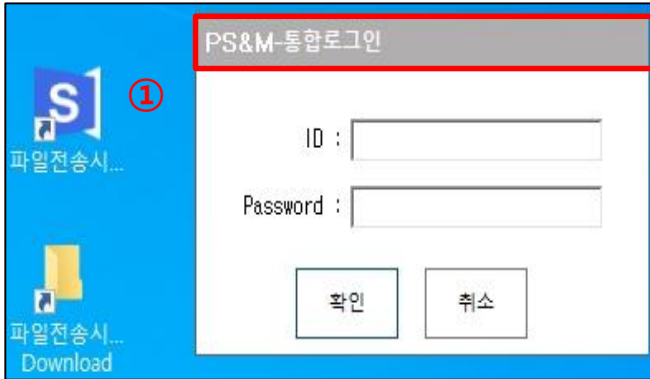 PS&M-통합로그인
①
파일전송시...
ID :
Password :
확인
취소
파일전송시...
Download